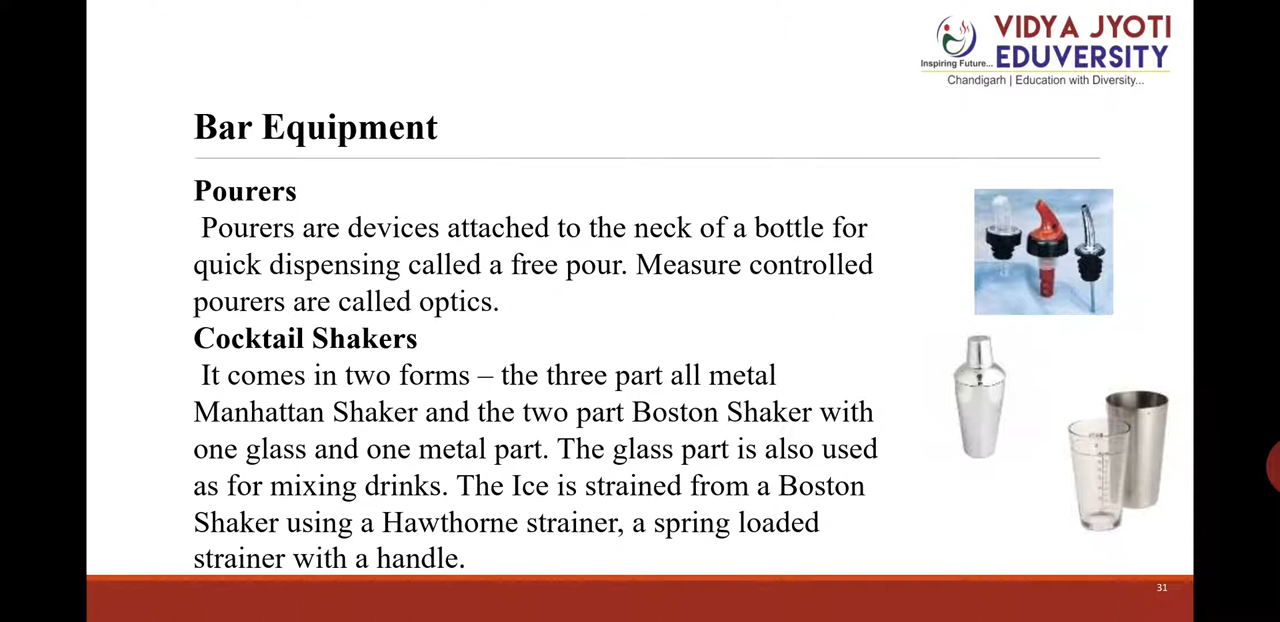 VIDYA JYOTI
EDUVERSITY
Inspiring Future...
Chandigarh | Education with Diversity...
Bar Equipment
Pourers
Pourers are devices attached to the neck of a bottle for
quick dispensing called a free pour. Measure controlled
pourers are called optics.
Cocktail Shakers
It comes in two forms – the three part all metal
Manhattan Shaker and the two part Boston Shaker with
one glass and one metal part. The glass part is also used
as for mixing drinks. The Ice is strained from a Boston
Shaker using a Hawthorne strainer, a spring loaded
strainer with a handle.
31